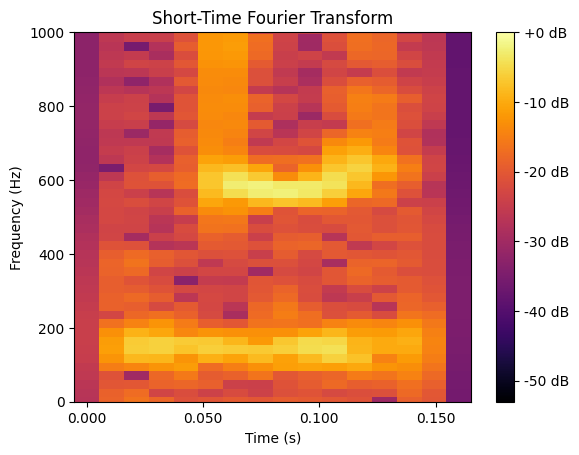 Short-Time Fourier Transform
1000
800
600
400
200
0
Frequency (Hz)
0.000
0.050
0.100
0.150
Time (s)
+0 dB
-10 dB
-20 dB
-30 dB
-40 dB
-50 dB